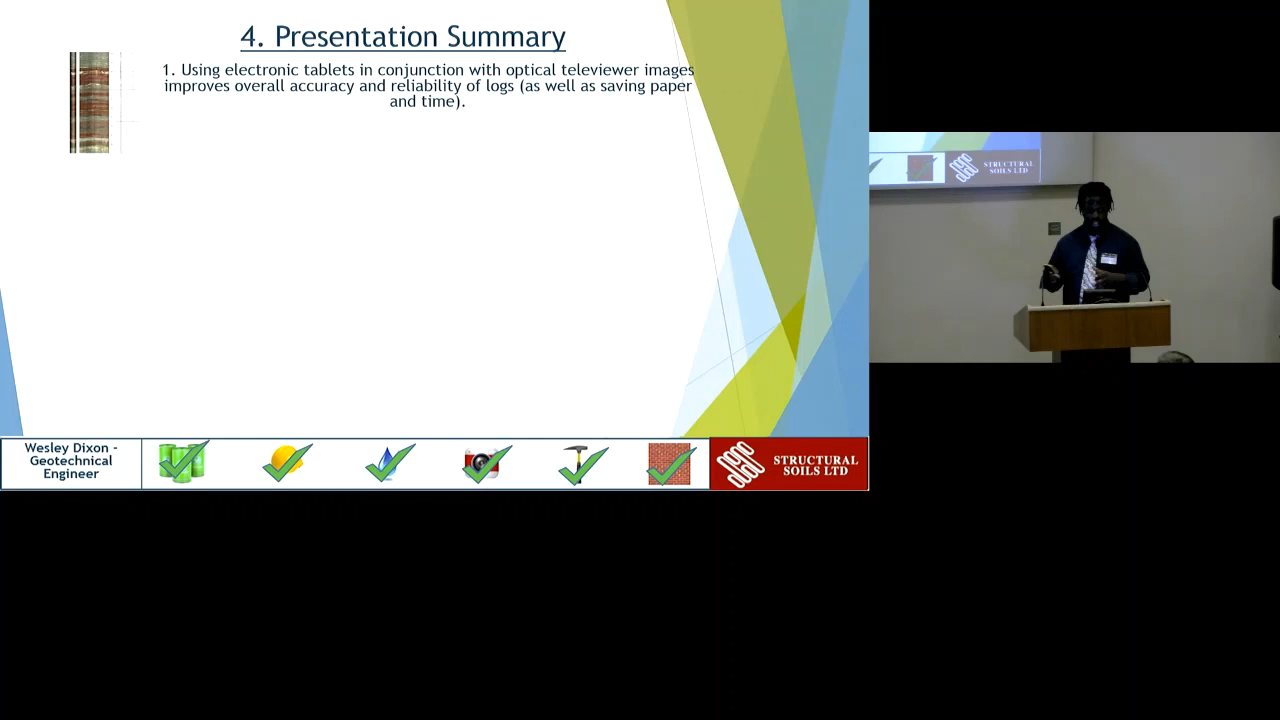 4. Presentation Summary
1. Using electronic tablets in conjunction with optical televiewer images
improves overall accuracy and reliability of logs (as well as saving paper
and time).
Wesley Dixon -
Geotechnical
Engineer
STRUCTURAL
SOILS LTD
STRUCTURAL
SOILS LTD